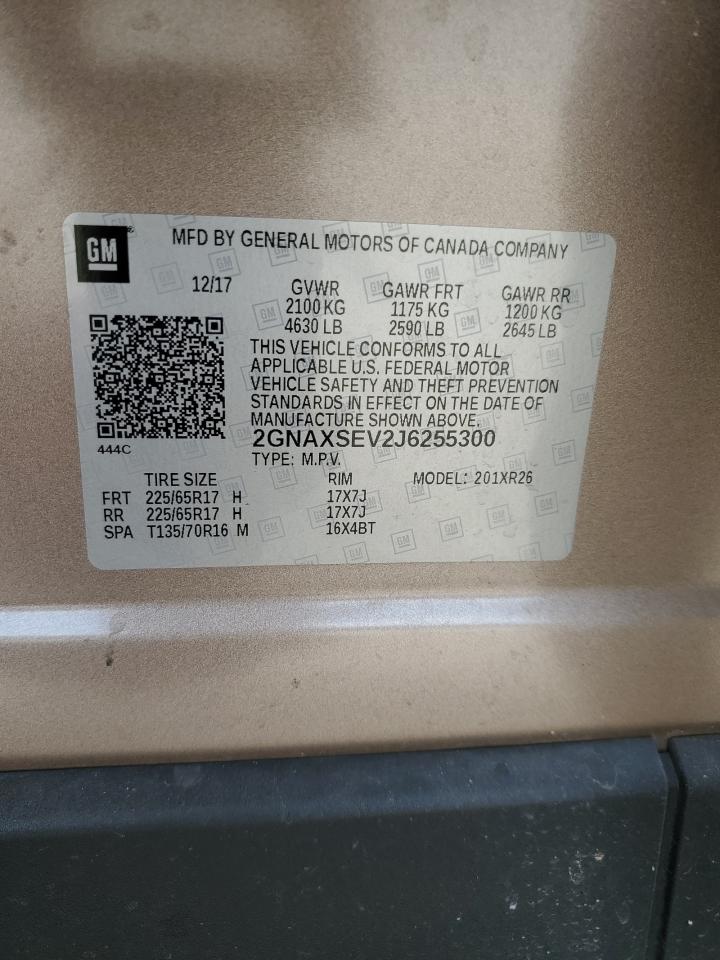 GM
MFD BY GENERAL MOTORS OF CANADA COMPANY
12/17 GVWR GAWR FRT GAWR RR
2100 KG 1175 KG 1200 KG
4630 LB 2590 LB 2645 LB
THIS VEHICLE CONFORMS TO ALL
APPLICABLE U.S. FEDERAL MOTOR
VEHICLE SAFETY AND THEFT PREVENTION
STANDARDS IN EFFECT ON THE DATE OF
MANUFACTURE SHOWN ABOVE.
444C
2GNAXSEV2J6255300
TYPE: M.P.V.
TIRE SIZE RIM MODEL: 201XR26
FRT 225/65R17 H 17X7J
RR 225/65R17 H 17X7J
SPA T135/70R16 M 16X4BT